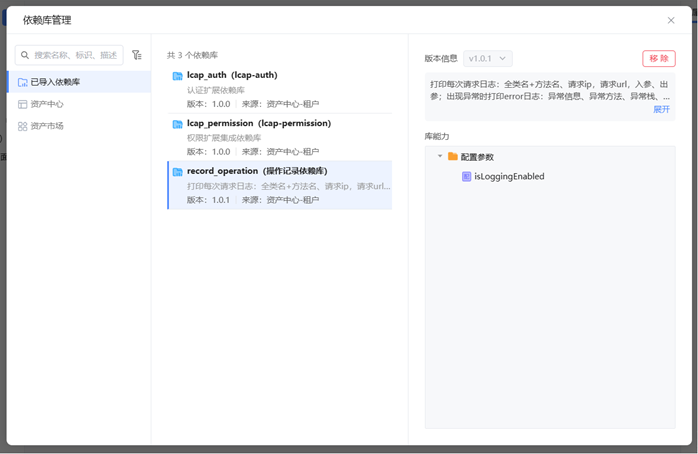 依赖库管理
搜索名称、标识、描述
已导入依赖库
资产中心
资产市场
共 3 个依赖库
lcap_auth（lcap-auth)
认证扩展依赖库
版本：1.0.0 来源：资产中心-租户
lcap_permission（lcap-permission)
权限扩展集成依赖库
版本：1.0.0 来源：资产中心-租户
record_operation（操作记录依赖库)
打印每次请求日志：全类名+方法名、请求ip，请求url...
版本：1.0.1 来源：资产中心-租户
版本信息 v1.0.1 移 除
打印每次请求日志：全类名+方法名、请求ip，请求url，入参、出
参；出现异常时打印error日志：异常信息、异常方法、异常栈、...
展开
库能力
配置参数
isLoggingEnabled